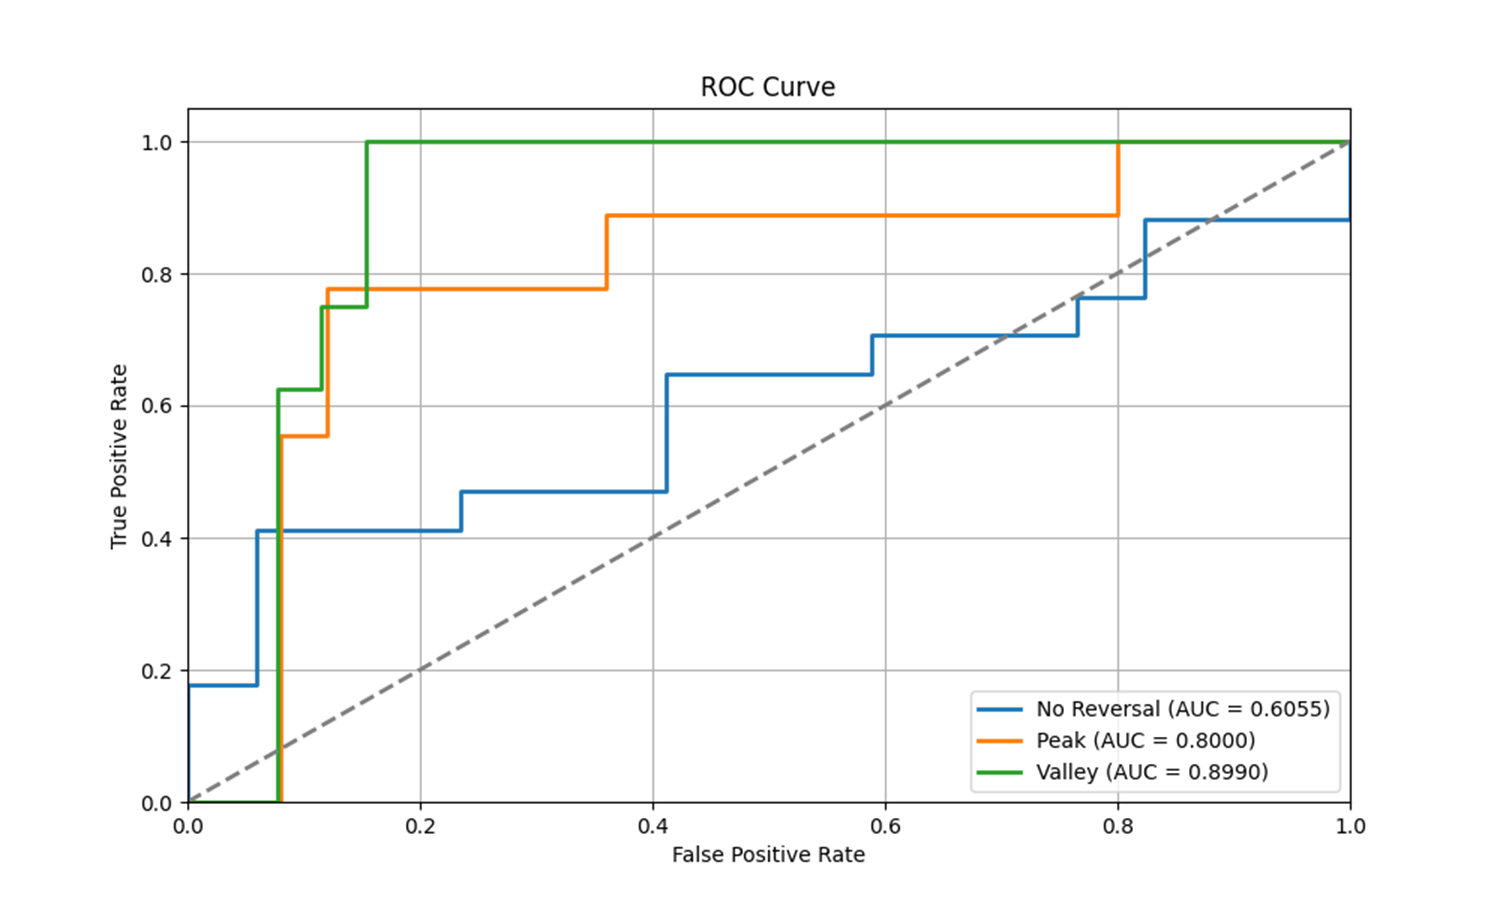 ROC Curve
1.0
0.8
0.6
0.4
0.2
0.0
True Positive Rate
0.0 0.2 0.4 0.6 0.8 1.0
False Positive Rate
No Reversal (AUC = 0.6055)
Peak (AUC = 0.8000)
Valley (AUC = 0.8990)